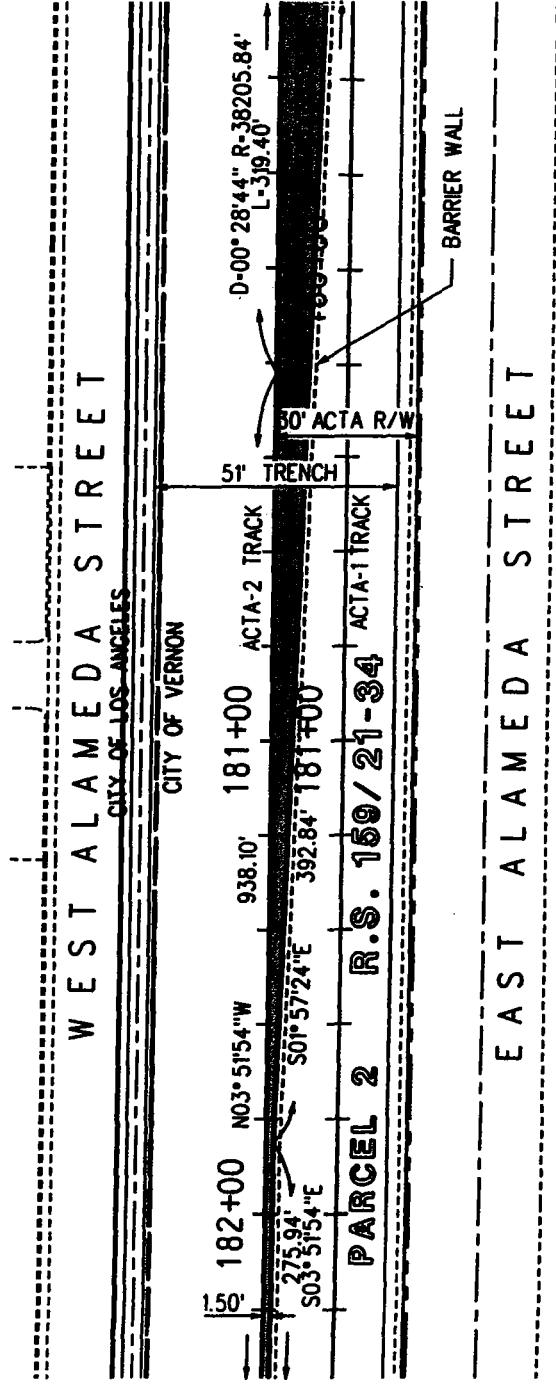 WEST ALAMEDA STREET
CITY OF LOS ANGELES
CITY OF VERNON
D=00°28'44" R=38205.84'
L=319.40'
BARRIER WALL
30' ACTA R/W
51' TRENCH
ACTA-2 TRACK
ACTA-1 TRACK
181+00
181+00
938.10'
392.84'
N03°51'54"W
S01°57'24"E
182+00
275.94'
S03°51'54"E
1.50'
PARCEL 2 R.S. 159/21-34
EAST ALAMEDA STREET